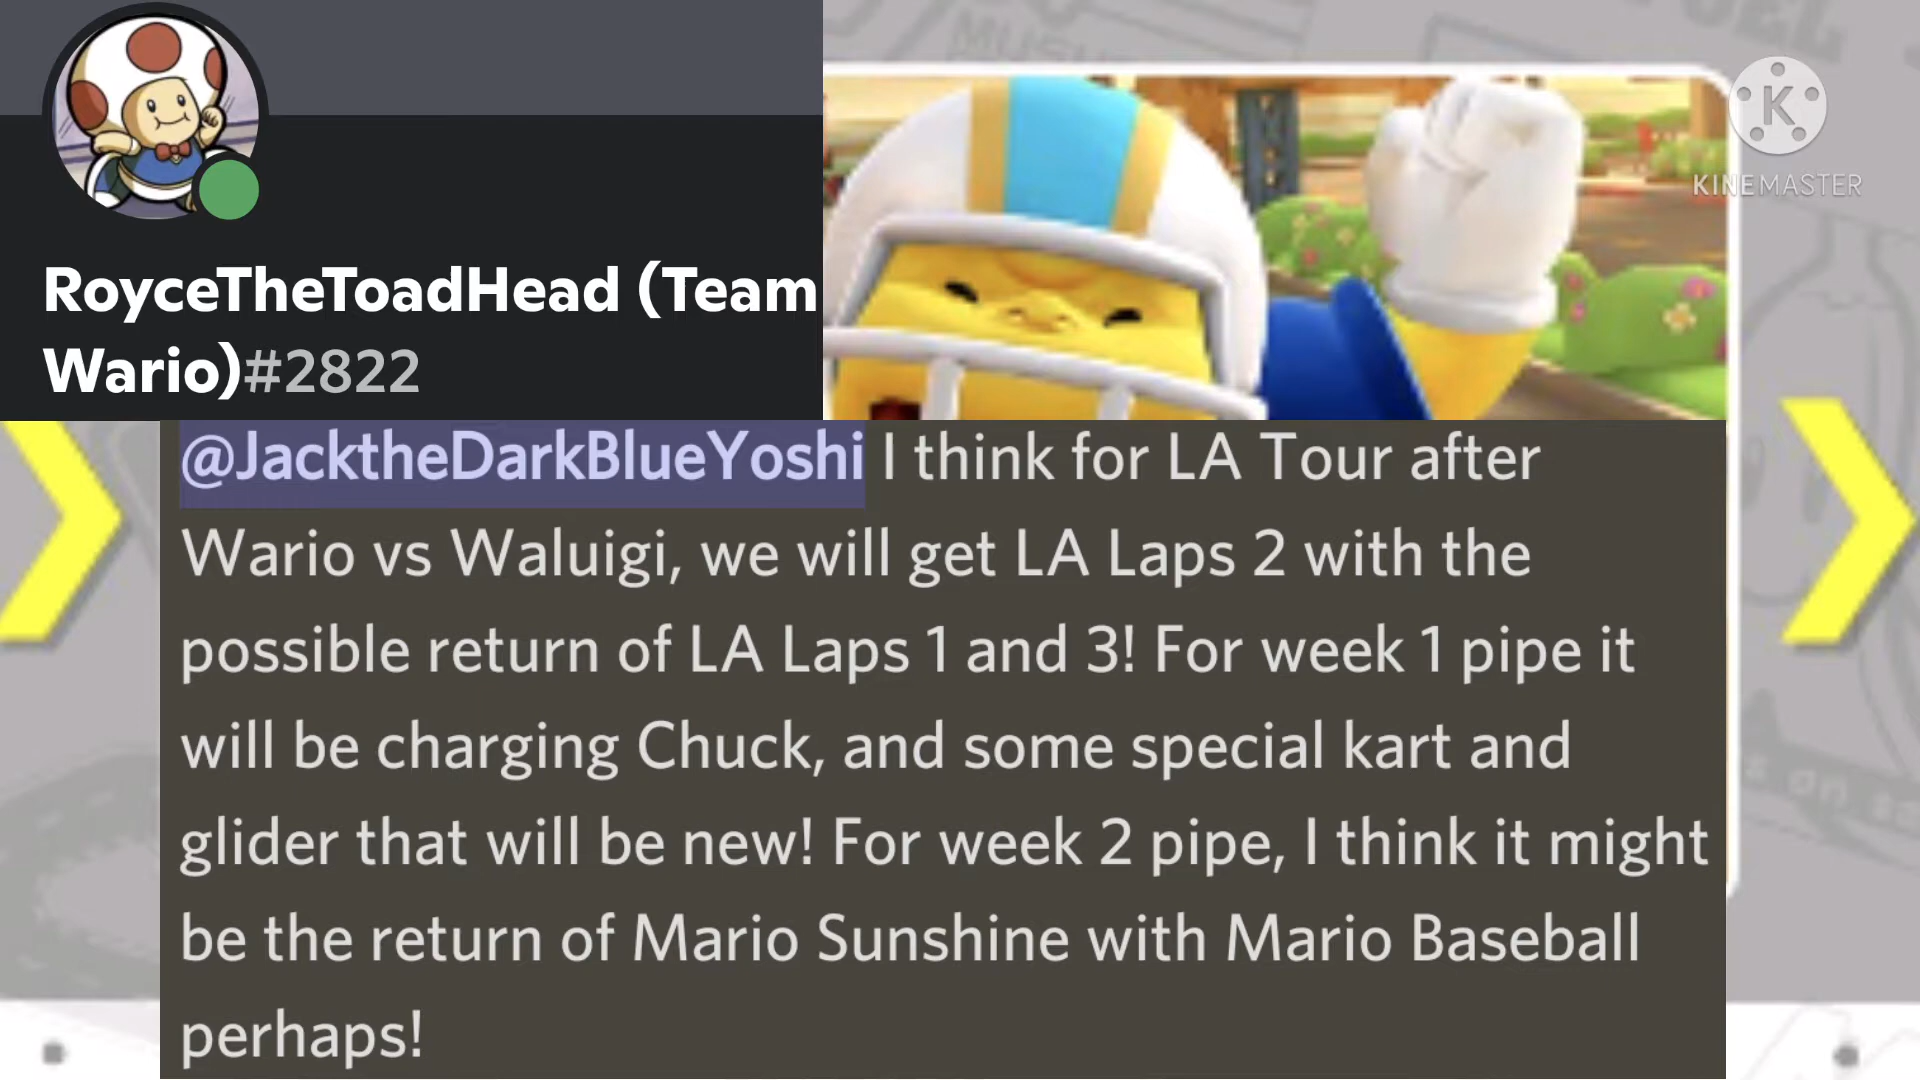 RoyceTheToadHead (Team
Wario)#2822
KINEMASTER
@JacktheDarkBlueYoshi I think for LA Tour after
Wario vs Waluigi, we will get LA Laps 2 with the
possible return of LA Laps 1 and 3! For week 1 pipe it
will be charging Chuck, and some special kart and
glider that will be new! For week 2 pipe, I think it might
be the return of Mario Sunshine with Mario Baseball
perhaps!